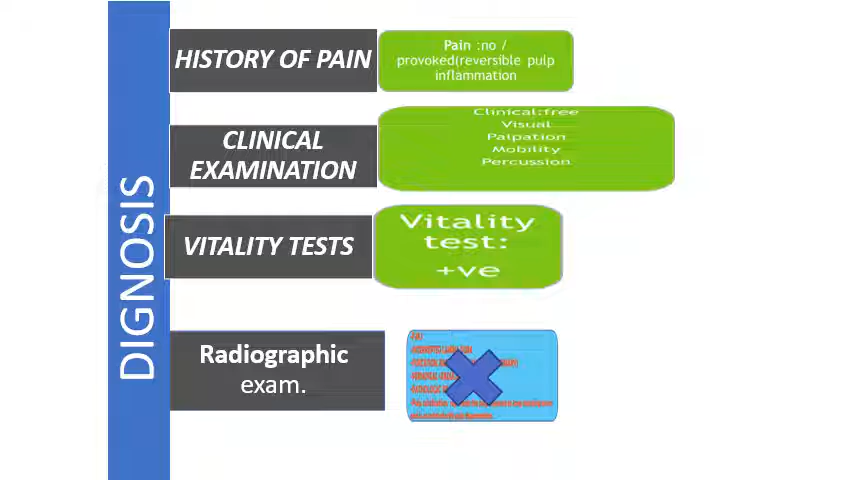 DIGNOSIS
HISTORY OF PAIN
Pain :no /
provoked(reversible pulp
inflammation
CLINICAL
EXAMINATION
Clinical:free
Visual
Palpation
Mobility
Percussion
VITALITY TESTS
Vitality
test:
+ve
Radiographic
exam.